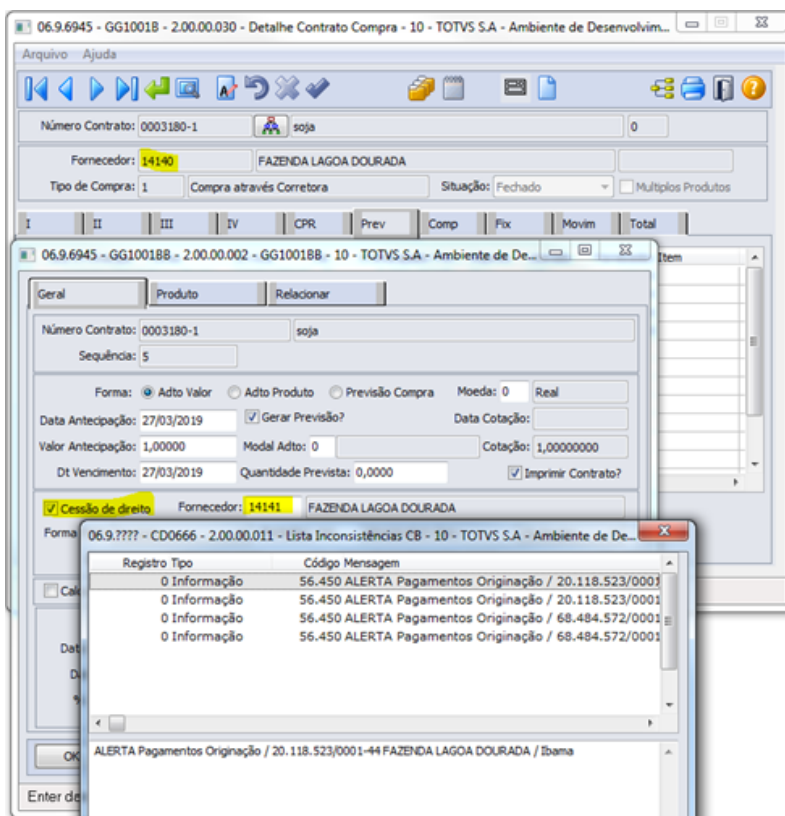 06.9.6945 - GG1001B - 2.00.00.030 - Detalhe Contrato Compra - 10 - TOTVS S.A - Ambiente de Desenvolvim...
Arquivo Ajuda
Número Contrato: 0003180-1 soja 0
Fornecedor: 14140 FAZENDA LAGOA DOURADA
Tipo de Compra: 1 Compra através Corretora Situação: Fechado Multiplos Produtos
I II III IV CPR Prev Comp Fix Movim Total
06.9.6945 - GG1001BB - 2.00.00.002 - GG1001BB - 10 - TOTVS S.A - Ambiente de De...
Item
Geral Produto Relacionar
Número Contrato: 0003180-1 soja
Sequência: 5
Forma: Adto Valor Adto Produto Previsão Compra Moeda: 0 Real
Data Antecipação: 27/03/2019 Gerar Previsão? Data Cotação:
Valor Antecipação: 1,00000 Modal Adto: 0 Cotação: 1,00000000
Dt Vencimento: 27/03/2019 Quantidade Prevista: 0,0000 Imprimir Contrato?
Cessão de direito Fornecedor: 14141 FAZENDA LAGOA DOURADA
Forma
06.9.???? - CD0666 - 2.00.00.011 - Lista Inconsistências CB - 10 - TOTVS S.A - Ambiente de De...
Registro Tipo Código Mensagem
0 Informação 56.450 ALERTA Pagamentos Originação / 20.118.523/0001
0 Informação 56.450 ALERTA Pagamentos Originação / 20.118.523/0001
0 Informação 56.450 ALERTA Pagamentos Originação / 68.484.572/0001
0 Informação 56.450 ALERTA Pagamentos Originação / 68.484.572/0001
ALERTA Pagamentos Originação / 20.118.523/0001-44 FAZENDA LAGOA DOURADA / Ibama
OK
Enter de